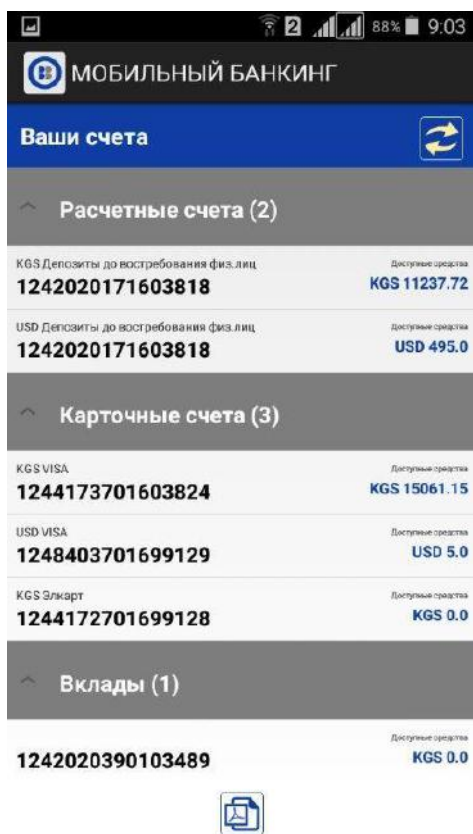 2 88% 9:03
МОБИЛЬНЫЙ БАНКИНГ
Ваши счета
Расчетные счета (2)
KGS Депозиты до востребования физ.лиц
Доступные средства
1242020171603818
KGS 11237.72
USD Депозиты до востребования физ.лиц
Доступные средства
1242020171603818
USD 495.0
Карточные счета (3)
KGS VISA
Доступные средства
1244173701603824
KGS 15061.15
USD VISA
Доступные средства
1248403701699129
USD 5.0
KGS Элкарт
Доступные средства
1244172701699128
KGS 0.0
Вклады (1)
Доступные средства
1242020390103489
KGS 0.0